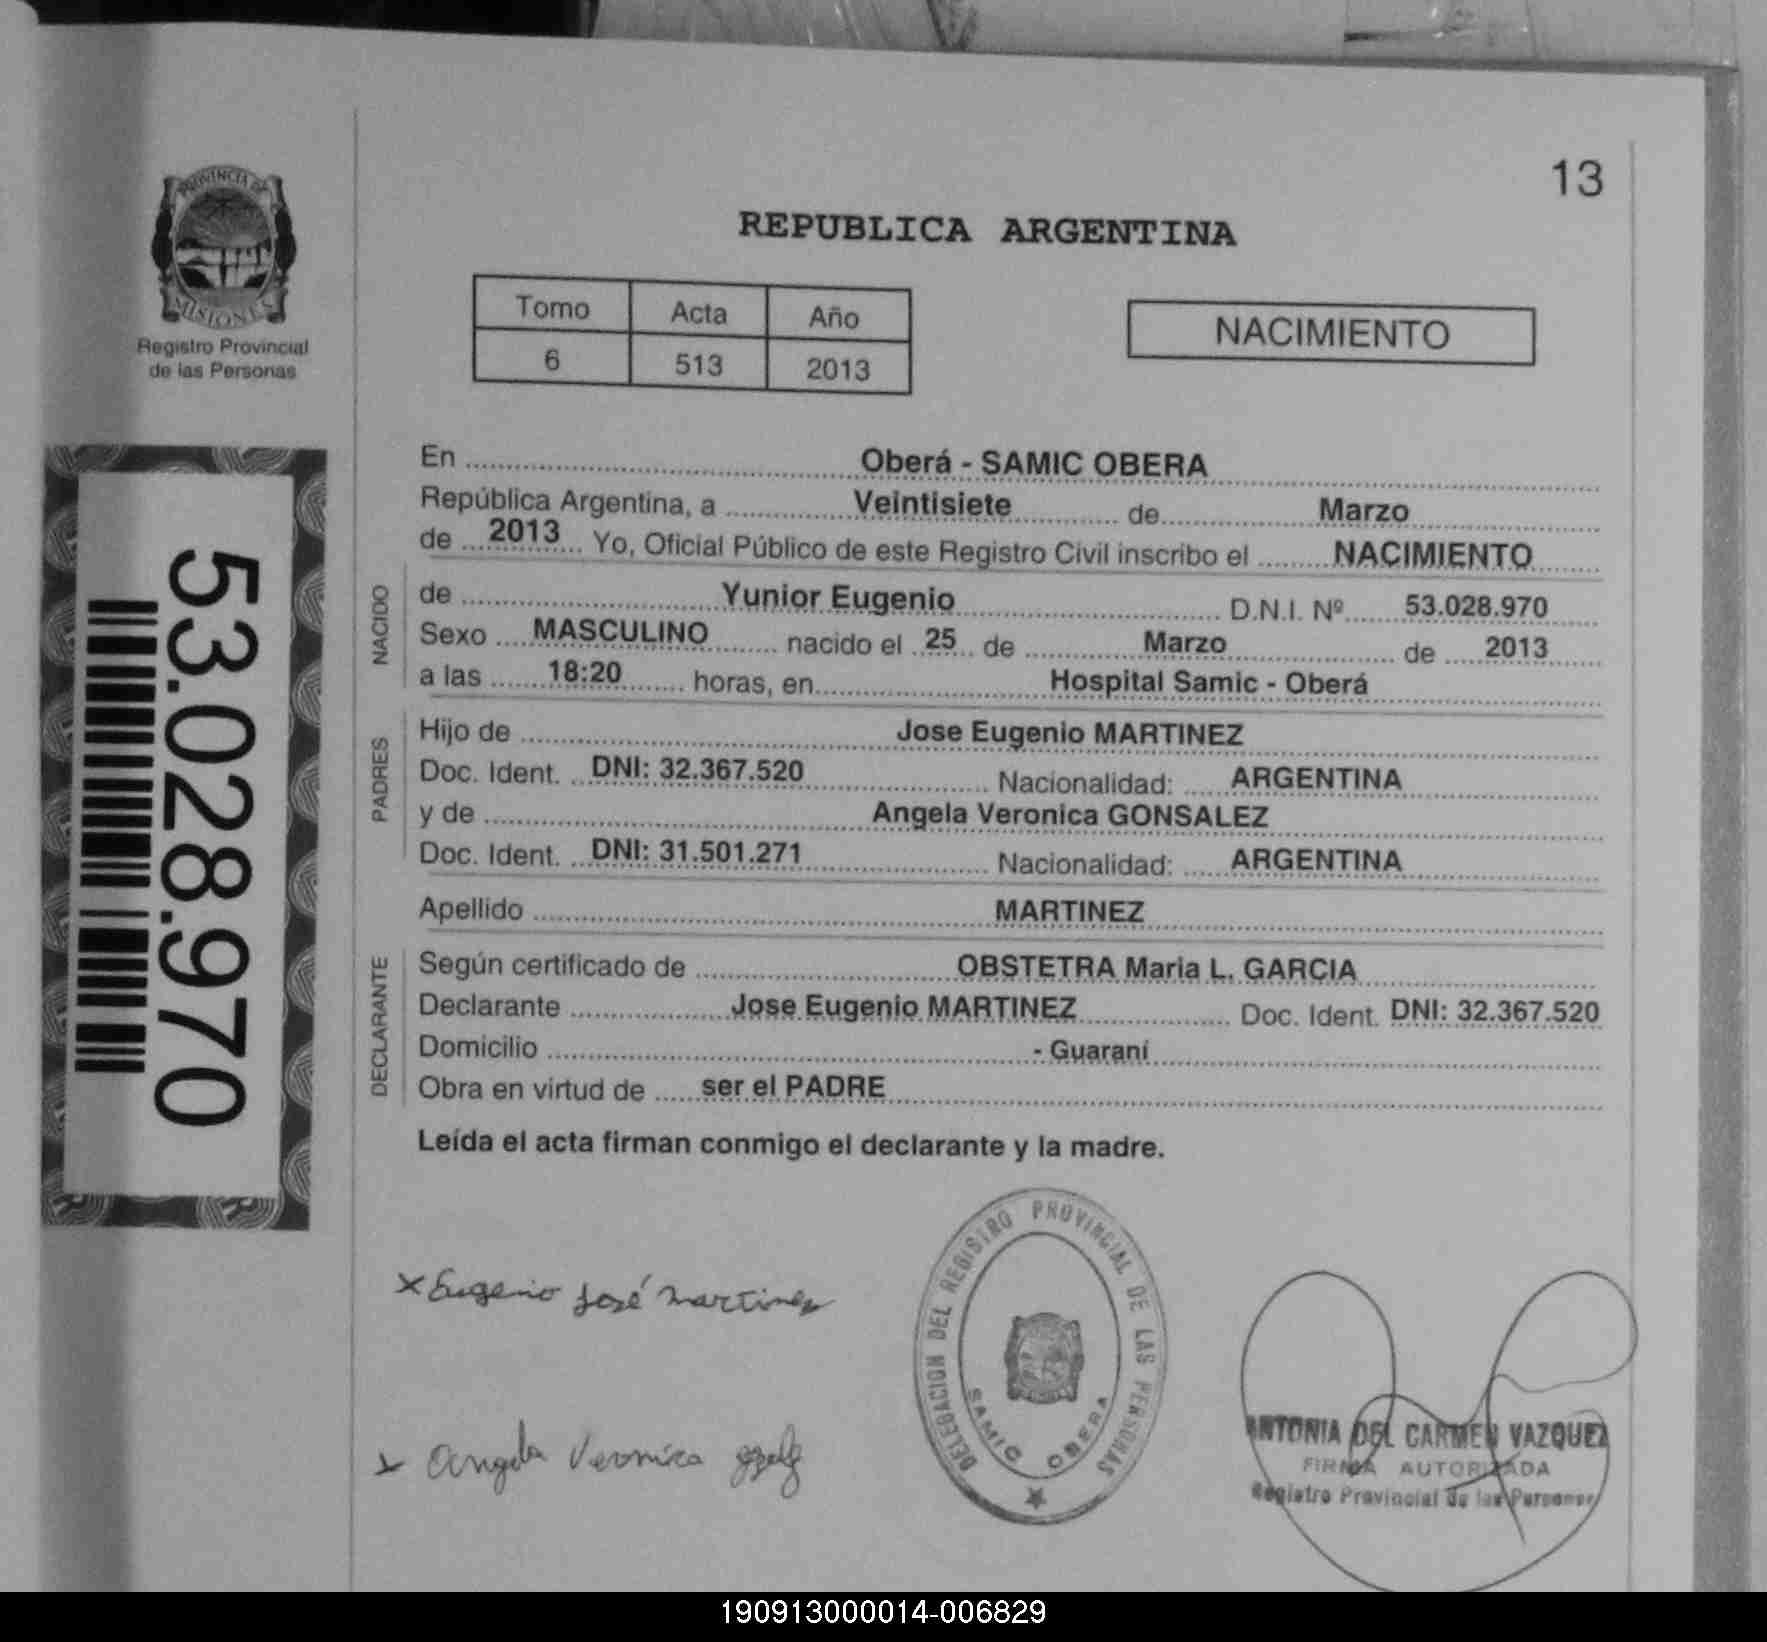 13
PROVINCIA DE
MISIONES
Registro Provincial
de las Personas
REPUBLICA ARGENTINA
Tomo Acta Año
6 513 2013
NACIMIENTO
53.028.970
En Oberá - SAMIC OBERA
República Argentina, a Veintisiete de Marzo
de 2013 Yo, Oficial Público de este Registro Civil inscribo el NACIMIENTO
NACIDO
de Yunior Eugenio D.N.I. Nº 53.028.970
Sexo MASCULINO nacido el 25 de Marzo de 2013
a las 18:20 horas, en Hospital Samic - Oberá
PADRES
Hijo de Jose Eugenio MARTINEZ
Doc. Ident. DNI: 32.367.520 Nacionalidad: ARGENTINA
y de Angela Veronica GONSALEZ
Doc. Ident. DNI: 31.501.271 Nacionalidad: ARGENTINA
Apellido MARTINEZ
DECLARANTE
Según certificado de OBSTETRA Maria L. GARCIA
Declarante Jose Eugenio MARTINEZ Doc. Ident. DNI: 32.367.520
Domicilio - Guaraní
Obra en virtud de ser el PADRE
Leída el acta firman conmigo el declarante y la madre.
x Eugenio José Martinez
x Angela Veronica
DELEGACION DEL REGISTRO PROVINCIAL DE LAS PERSONAS
SAMIC OBERA
ANTONIA DEL CARMEN VAZQUEZ
FIRMA AUTORIZADA
Registro Provincial de las Personas
190913000014-006829